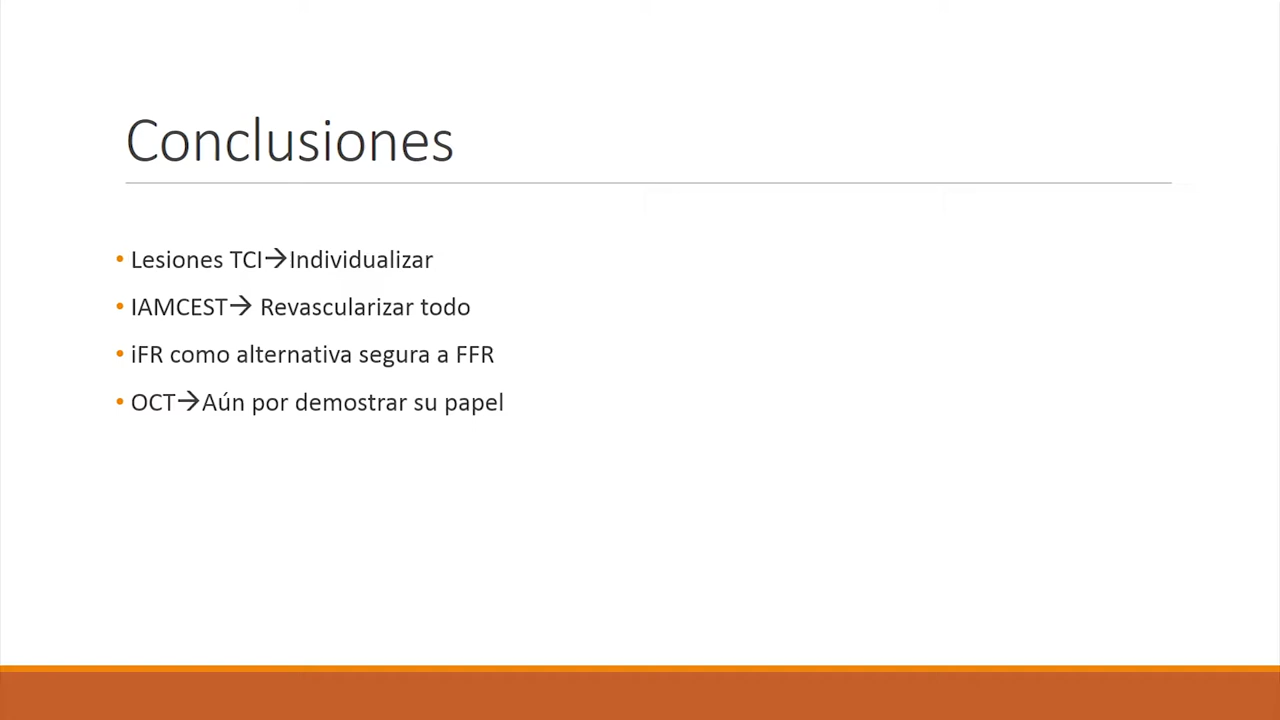 Conclusiones
• Lesiones TCI→Individualizar
• IAMCEST→ Revascularizar todo
• iFR como alternativa segura a FFR
• OCT→Aún por demostrar su papel